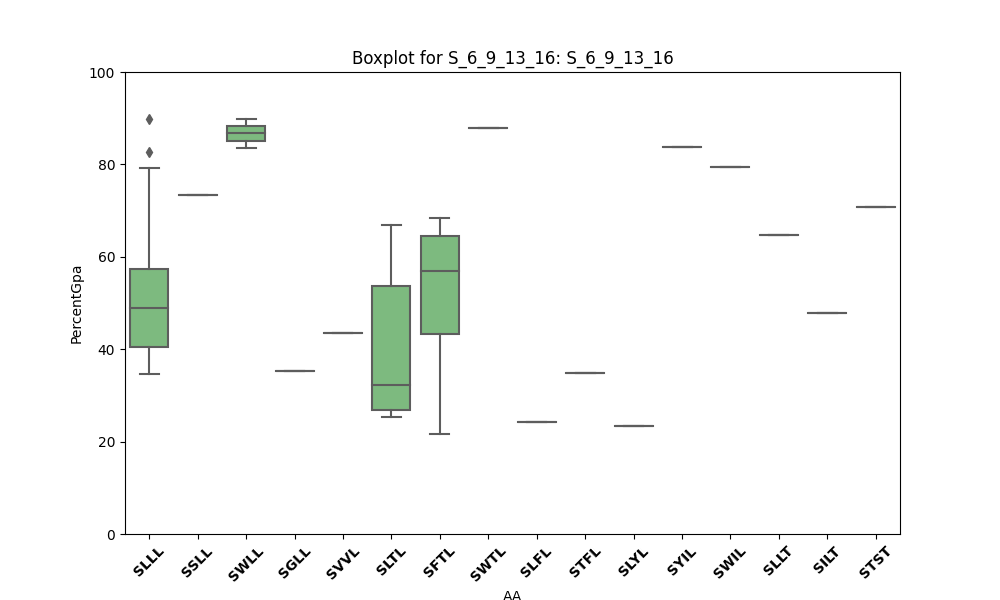 Boxplot for S_6_9_13_16: S_6_9_13_16
100
80
60
40
20
0
PercentGpa
SLLL
SSLL
SWLL
SGLL
SVVL
SLTL
SFTL
SWTL
SLFL
STFL
SLYL
SYIL
SWIL
SLLT
SILT
STST
AA